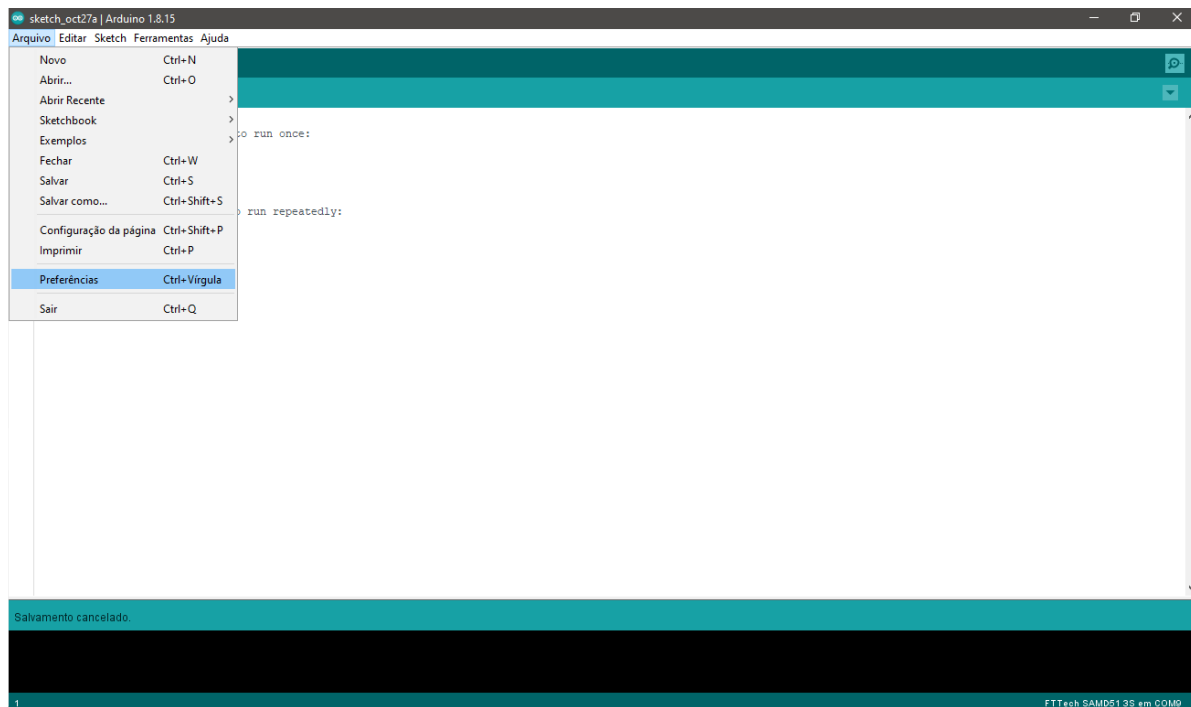 sketch_oct27a | Arduino 1.8.15
Arquivo Editar Sketch Ferramentas Ajuda
Novo Ctrl+N
Abrir... Ctrl+O
Abrir Recente
Sketchbook
Exemplos
to run once:
Fechar Ctrl+W
Salvar Ctrl+S
Salvar como... Ctrl+Shift+S
run repeatedly:
Configuração da página Ctrl+Shift+P
Imprimir Ctrl+P
Preferências Ctrl+Vírgula
Sair Ctrl+Q
Salvamento cancelado.
1 FTTech SAMD51 3S em COM9